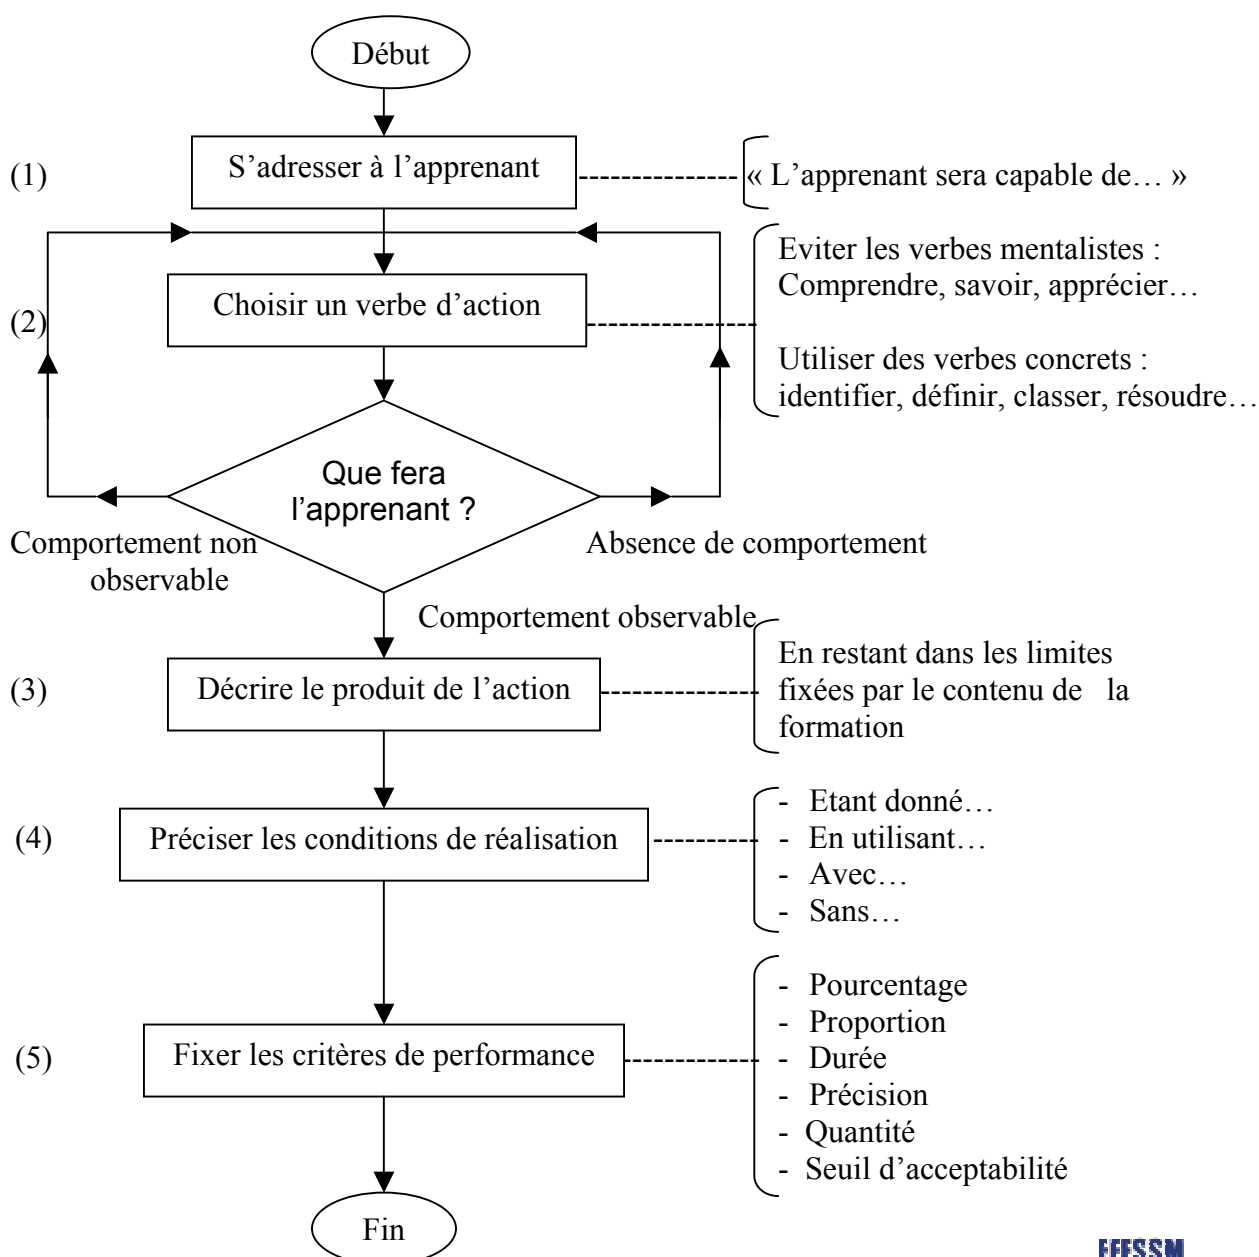 Début
(1)
S’adresser à l’apprenant
« L’apprenant sera capable de… »
(2)
Choisir un verbe d’action
Eviter les verbes mentalistes :
Comprendre, savoir, apprécier…
Utiliser des verbes concrets :
identifier, définir, classer, résoudre…
Que fera
l’apprenant ?
Comportement non
observable
Absence de comportement
Comportement observable
(3)
Décrire le produit de l’action
En restant dans les limites
fixées par le contenu de la
formation
(4)
Préciser les conditions de réalisation
- Etant donné…
- En utilisant…
- Avec…
- Sans…
(5)
Fixer les critères de performance
- Pourcentage
- Proportion
- Durée
- Précision
- Quantité
- Seuil d’acceptabilité
Fin
FFESSM